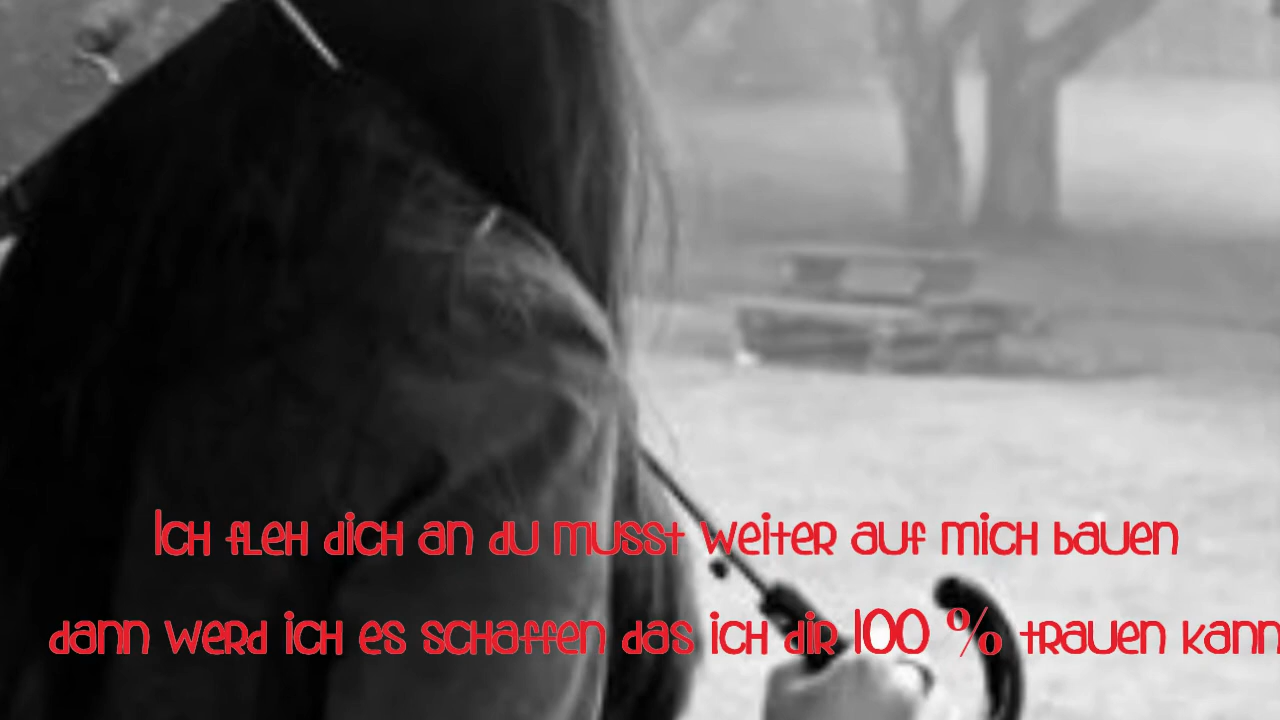 Ich fleh dich an du musst weiter auf mich bauen
dann werd ich es schaffen das ich dir 100 % trauen kann